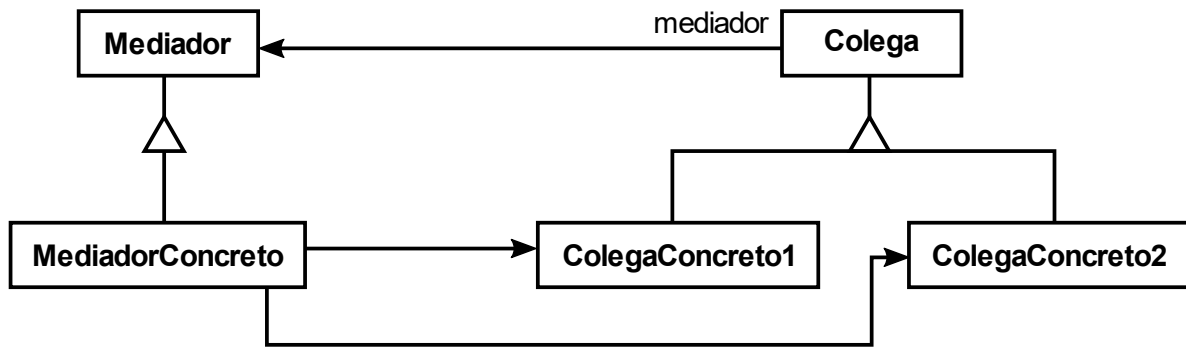 Mediador
mediador
Colega
MediadorConcreto
ColegaConcreto1
ColegaConcreto2